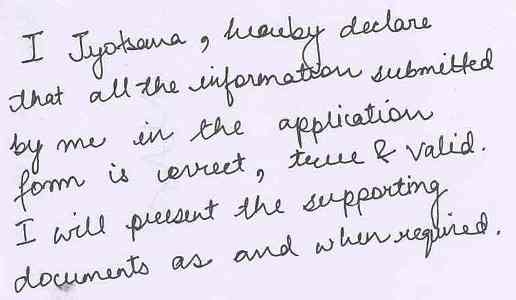 I Jyotsana, hereby declare
that all the information submitted
by me in the application
form is correct, true & valid.
I will present the supporting
documents as and when required.